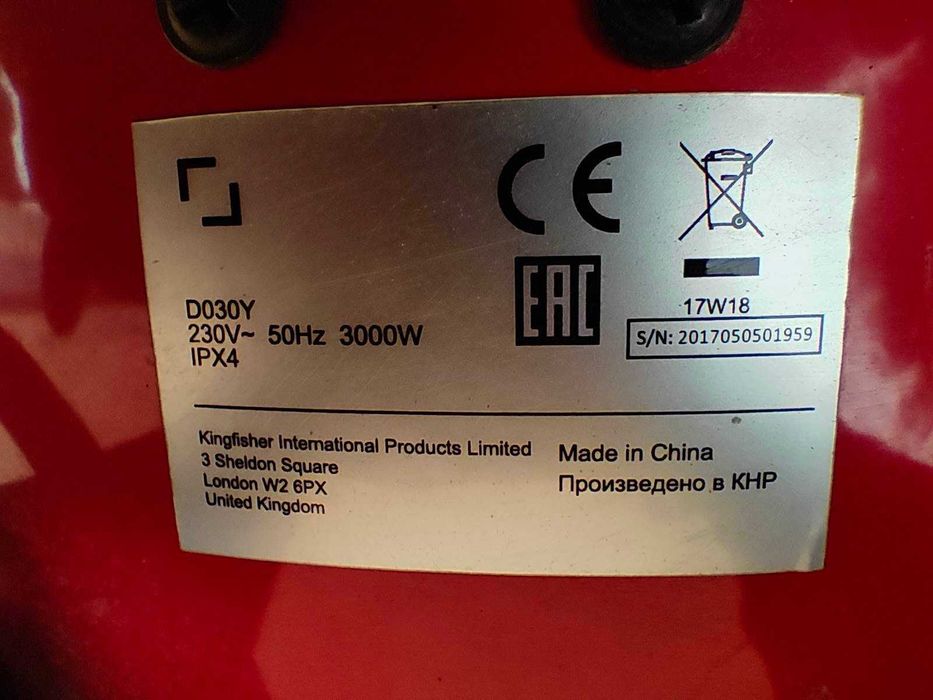 CE
EAC
D030Y
230V~ 50Hz 3000W
IPX4
17W18
S/N: 2017050501959
Kingfisher International Products Limited
3 Sheldon Square
London W2 6PX
United Kingdom
Made in China
Произведено в КНР